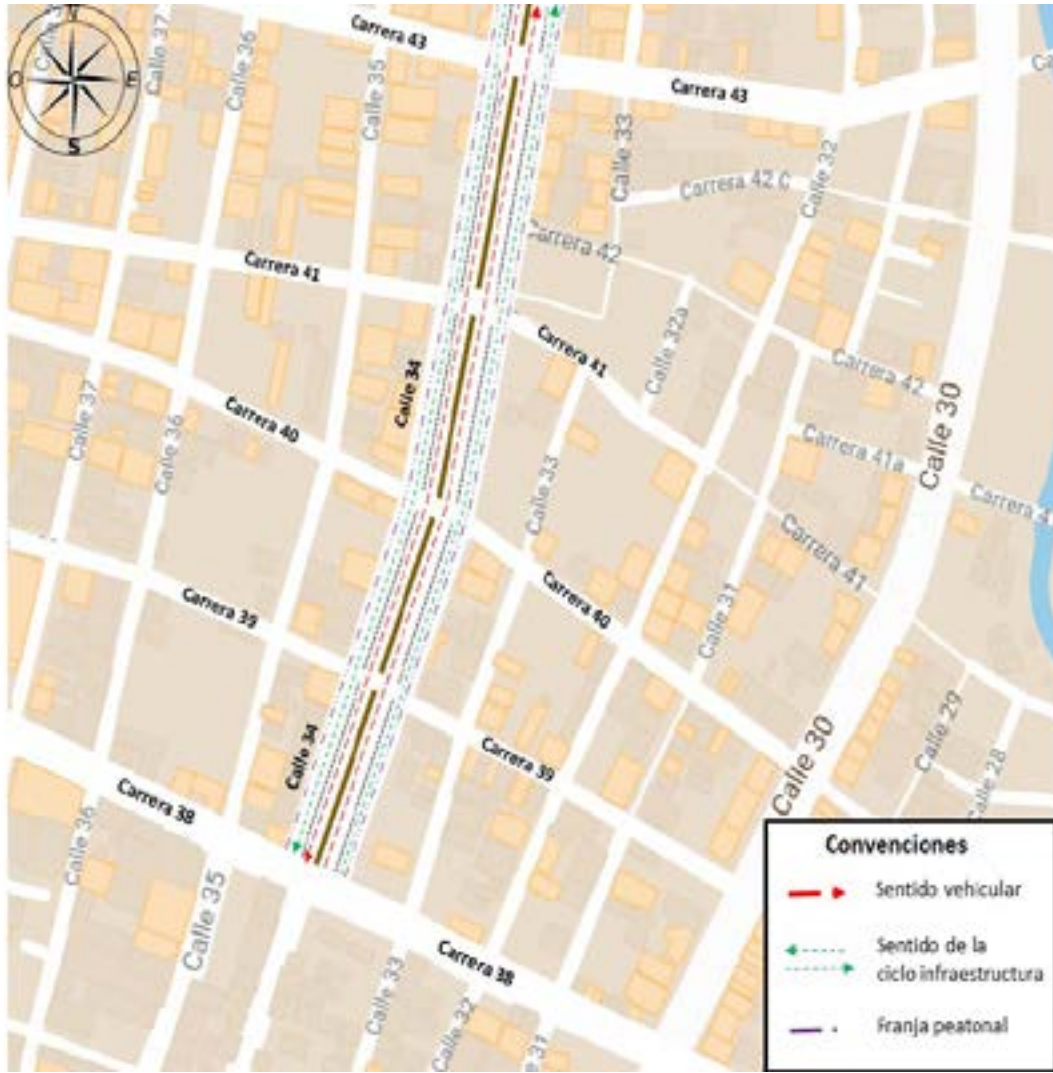 N
O
E
S
Calle 37
Calle 36
Carrera 43
Calle 35
Carrera 43
Calle 33
Calle 32
Carrera 42 C
Carrera 42
Carrera 41
Calle 32a
Carrera 41
Calle 34
Carrera 42
Calle 30
Calle 37
Calle 36
Carrera 40
Carrera 41a
Calle 33
Carrera 41
Carrera 39
Carrera 40
Calle 31
Calle 34
Carrera 39
Calle 30
Calle 29
Calle 28
Carrera 38
Calle 36
Calle 35
Carrera 38
Calle 33
Calle 32
Calle 31
Convenciones
Sentido vehicular
Sentido de la
ciclo infraestructura
Franja peatonal